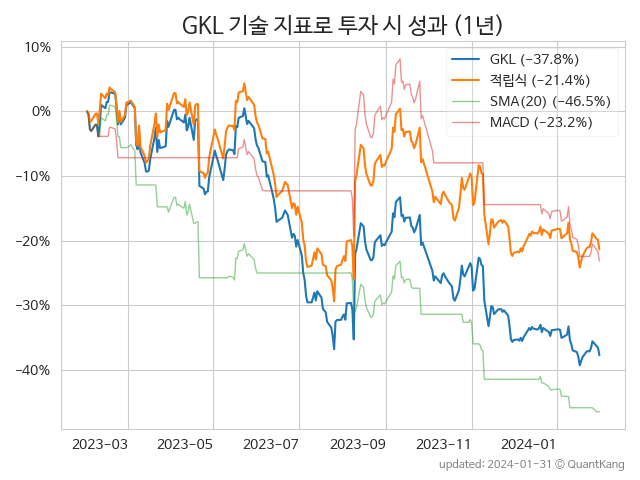 GKL 기술 지표로 투자 시 성과 (1년)
GKL (−37.8%)
적립식 (−21.4%)
SMA(20) (−46.5%)
MACD (−23.2%)
10%
0%
−10%
−20%
−30%
−40%
2023-03
2023-05
2023-07
2023-09
2023-11
2024-01
updated: 2024-01-31 © QuantKang